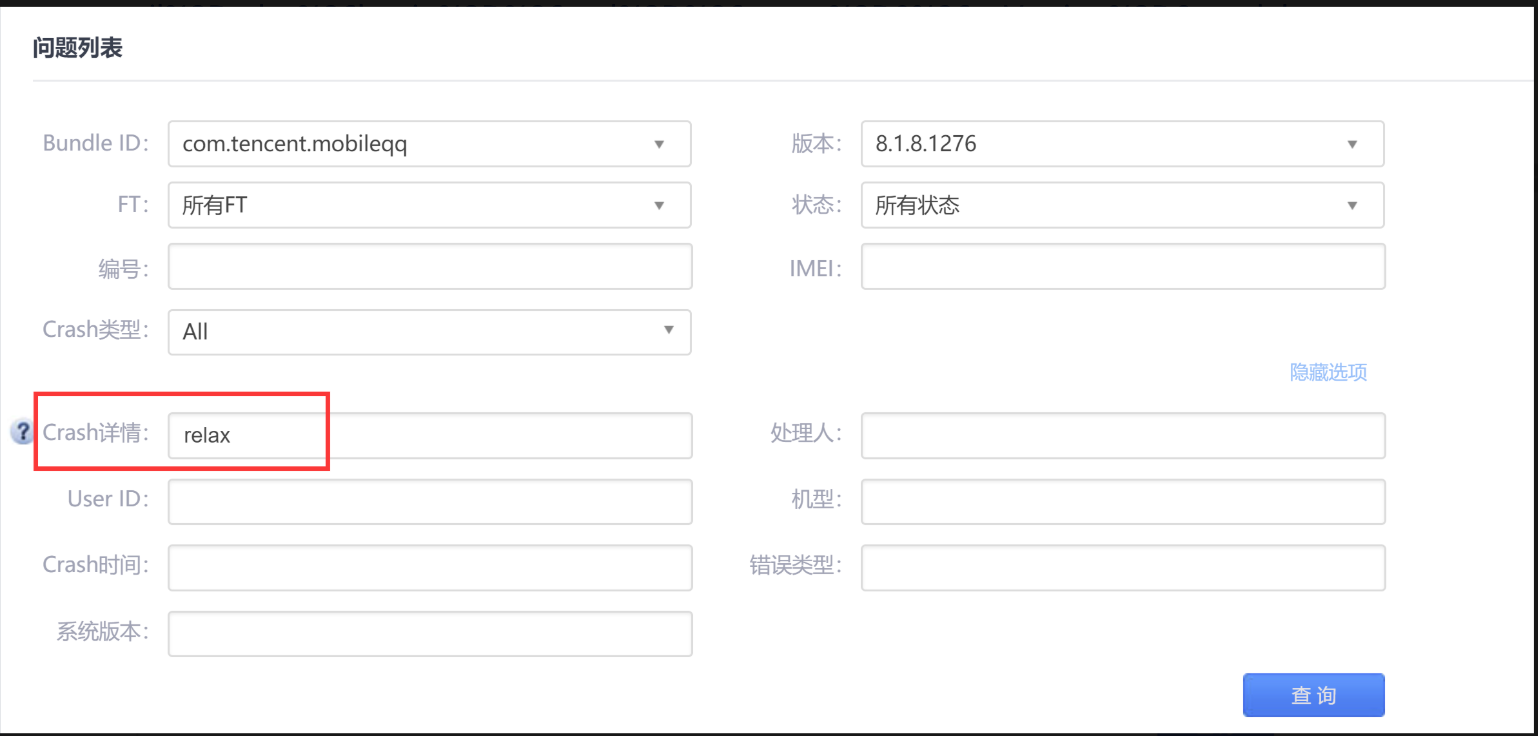 问题列表
Bundle ID： com.tencent.mobileqq 版本： 8.1.8.1276
FT： 所有FT 状态： 所有状态
编号： IMEI：
Crash类型： All
隐藏选项
? Crash详情： relax 处理人：
User ID： 机型：
Crash时间： 错误类型：
系统版本：
查 询